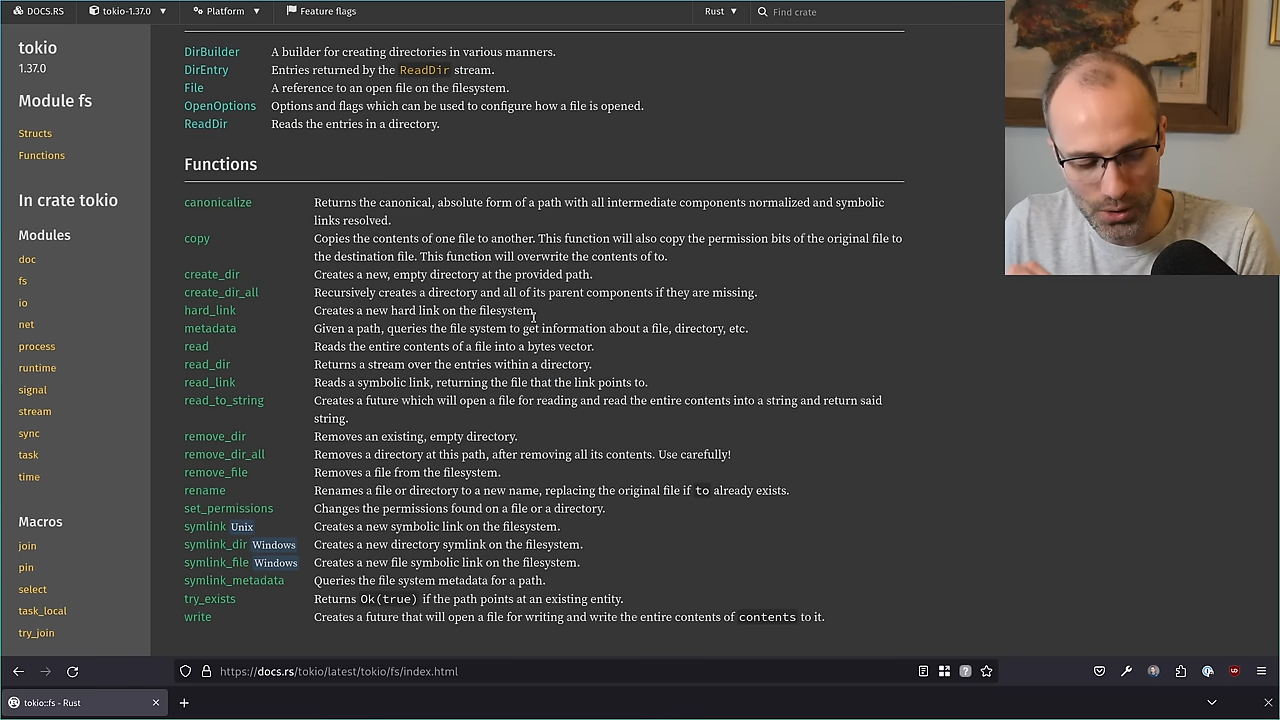 DOCS.RS tokio-1.37.0 Platform Feature flags Rust Find crate
tokio
1.37.0
Module fs
Structs
Functions
In crate tokio
Modules
doc
fs
io
net
process
runtime
signal
stream
sync
task
time
Macros
join
pin
select
task_local
try_join
DirBuilder A builder for creating directories in various manners.
DirEntry Entries returned by the ReadDir stream.
File A reference to an open file on the filesystem.
OpenOptions Options and flags which can be used to configure how a file is opened.
ReadDir Reads the entries in a directory.
Functions
canonicalize Returns the canonical, absolute form of a path with all intermediate components normalized and symbolic
links resolved.
copy Copies the contents of one file to another. This function will also copy the permission bits of the original file to
the destination file. This function will overwrite the contents of to.
create_dir Creates a new, empty directory at the provided path.
create_dir_all Recursively creates a directory and all of its parent components if they are missing.
hard_link Creates a new hard link on the filesystem.
metadata Given a path, queries the file system to get information about a file, directory, etc.
read Reads the entire contents of a file into a bytes vector.
read_dir Returns a stream over the entries within a directory.
read_link Reads a symbolic link, returning the file that the link points to.
read_to_string Creates a future which will open a file for reading and read the entire contents into a string and return said
string.
remove_dir Removes an existing, empty directory.
remove_dir_all Removes a directory at this path, after removing all its contents. Use carefully!
remove_file Removes a file from the filesystem.
rename Renames a file or directory to a new name, replacing the original file if to already exists.
set_permissions Changes the permissions found on a file or a directory.
symlink Unix Creates a new symbolic link on the filesystem.
symlink_dir Windows Creates a new directory symlink on the filesystem.
symlink_file Windows Creates a new file symbolic link on the filesystem.
symlink_metadata Queries the file system metadata for a path.
try_exists Returns Ok(true) if the path points at an existing entity.
write Creates a future that will open a file for writing and write the entire contents of contents to it.
https://docs.rs/tokio/latest/tokio/fs/index.html
tokio::fs - Rust